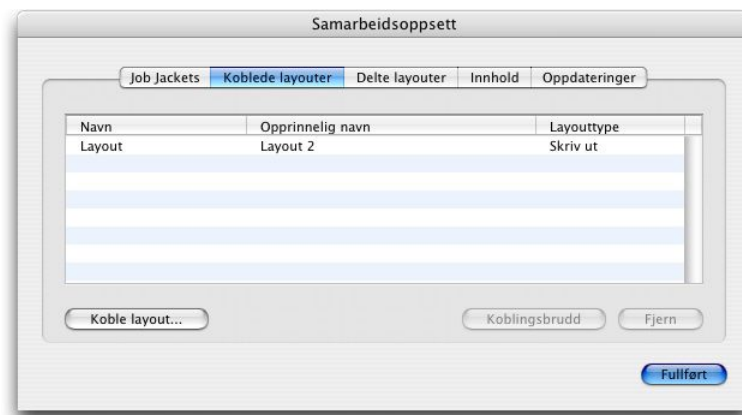 Samarbeidsoppsett
Job Jackets Koblede layouter Delte layouter Innhold Oppdateringer
Navn Opprinnelig navn Layouttype
Layout Layout 2 Skriv ut
Koble layout... Koblingsbrudd Fjern
Fullført